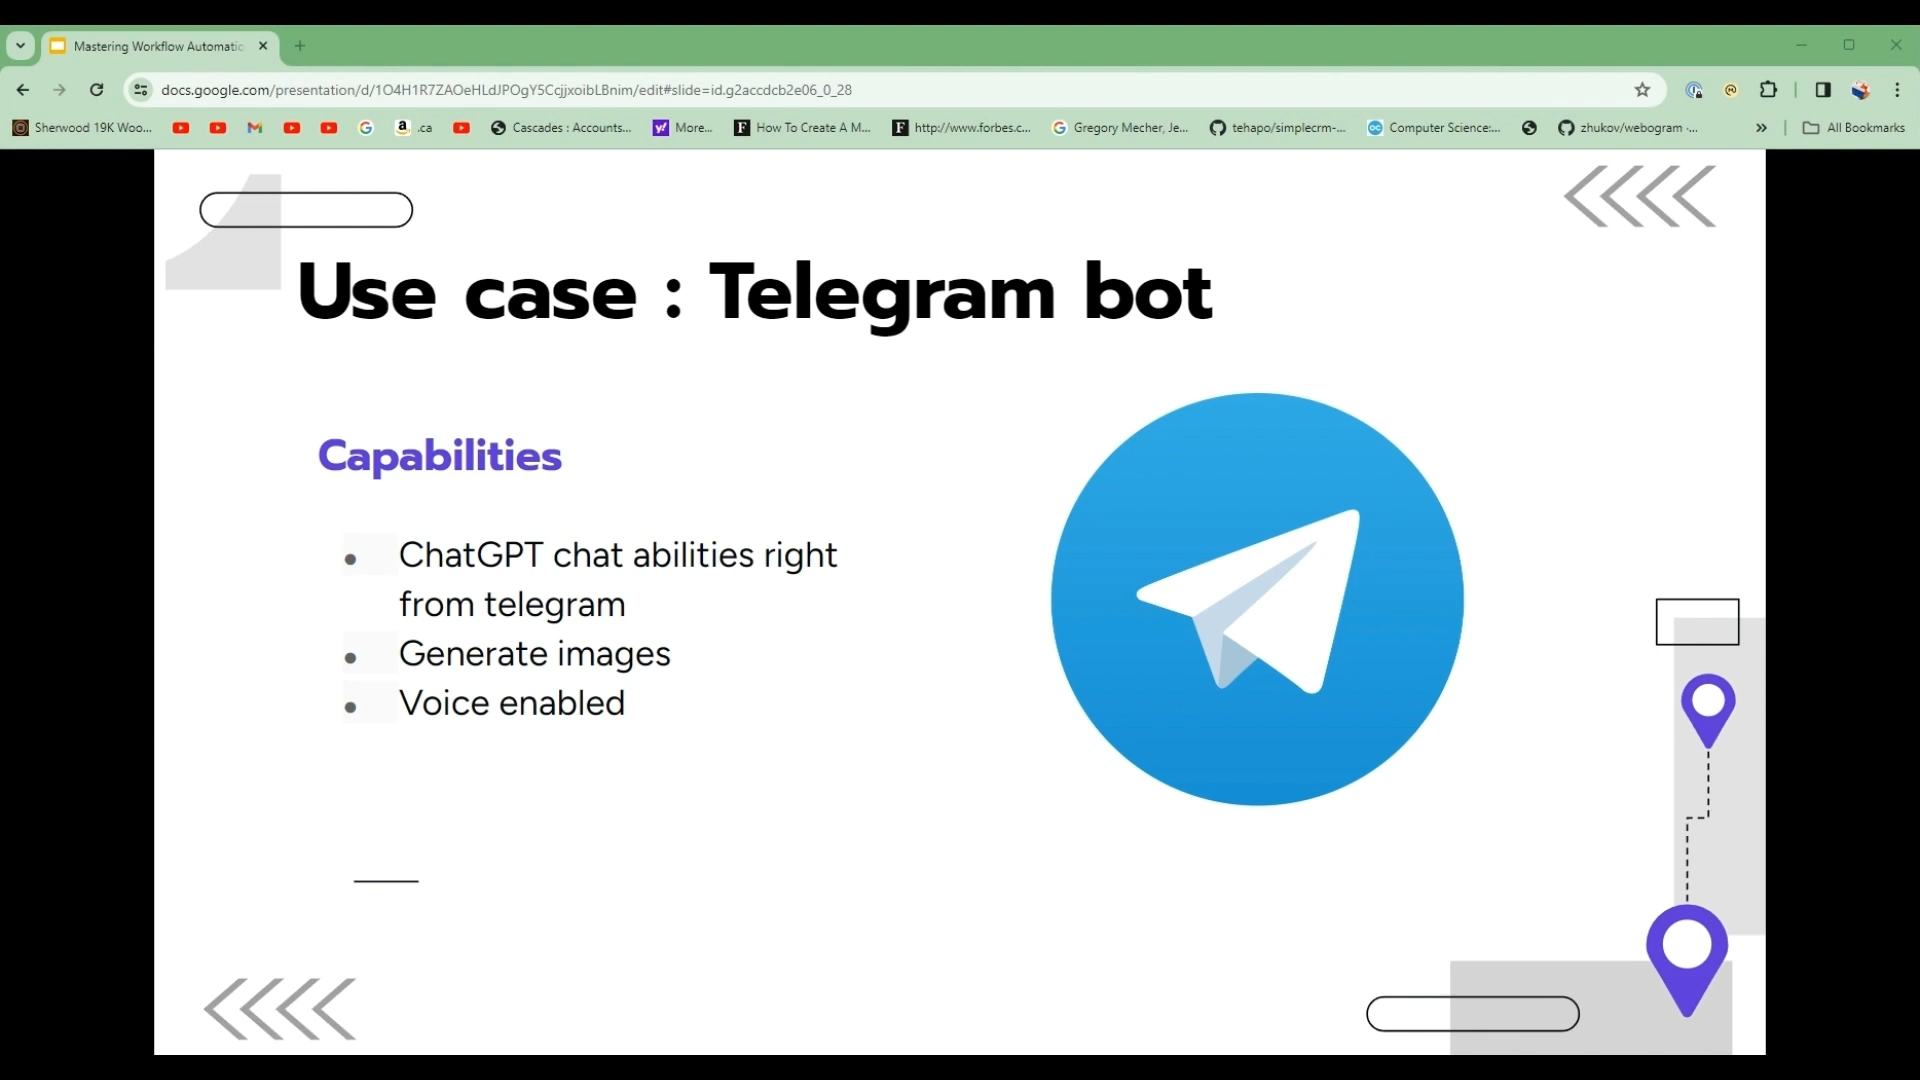 Mastering Workflow Automatic
docs.google.com/presentation/d/1O4H1R7ZAOeHLdJPOgY5CcjjxoibLBnim/edit#slide=id.g2accdcb2e06_0_28
Sherwood 19K Woo... .ca Cascades : Accounts... More... How To Create A M... http://www.forbes.c... Gregory Mecher, Je... tehapo/simplecrm-... Computer Science:... zhukov/webogram -... » All Bookmarks
Use case : Telegram bot
Capabilities
ChatGPT chat abilities right
from telegram
Generate images
Voice enabled